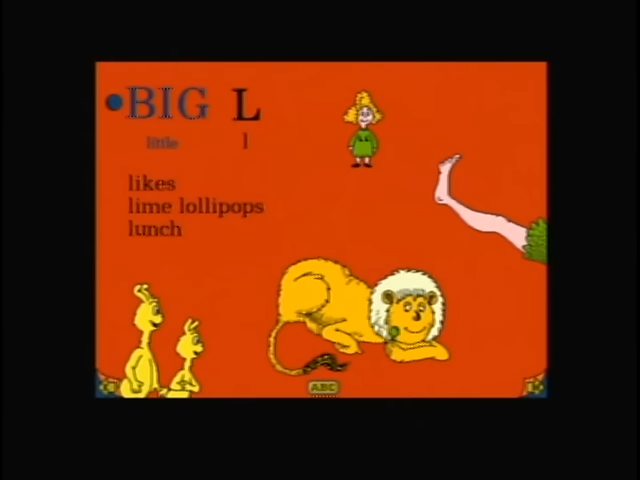 BIG L
little l
likes
lime lollipops
lunch
ABC